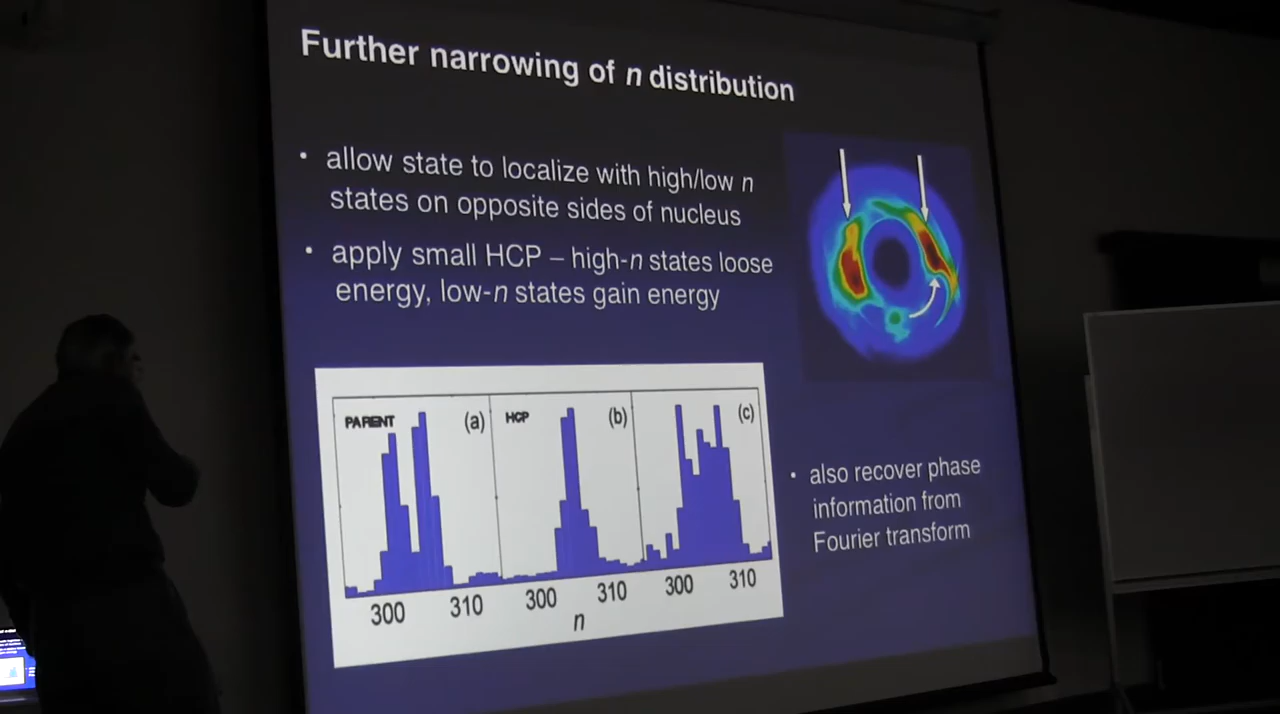 Further narrowing of n distribution
• allow state to localize with high/low n
states on opposite sides of nucleus
• apply small HCP – high-n states loose
energy, low-n states gain energy
PARENT (a) HCP (b) (c)
300 310 300 310 300 310
n
• also recover phase
information from
Fourier transform